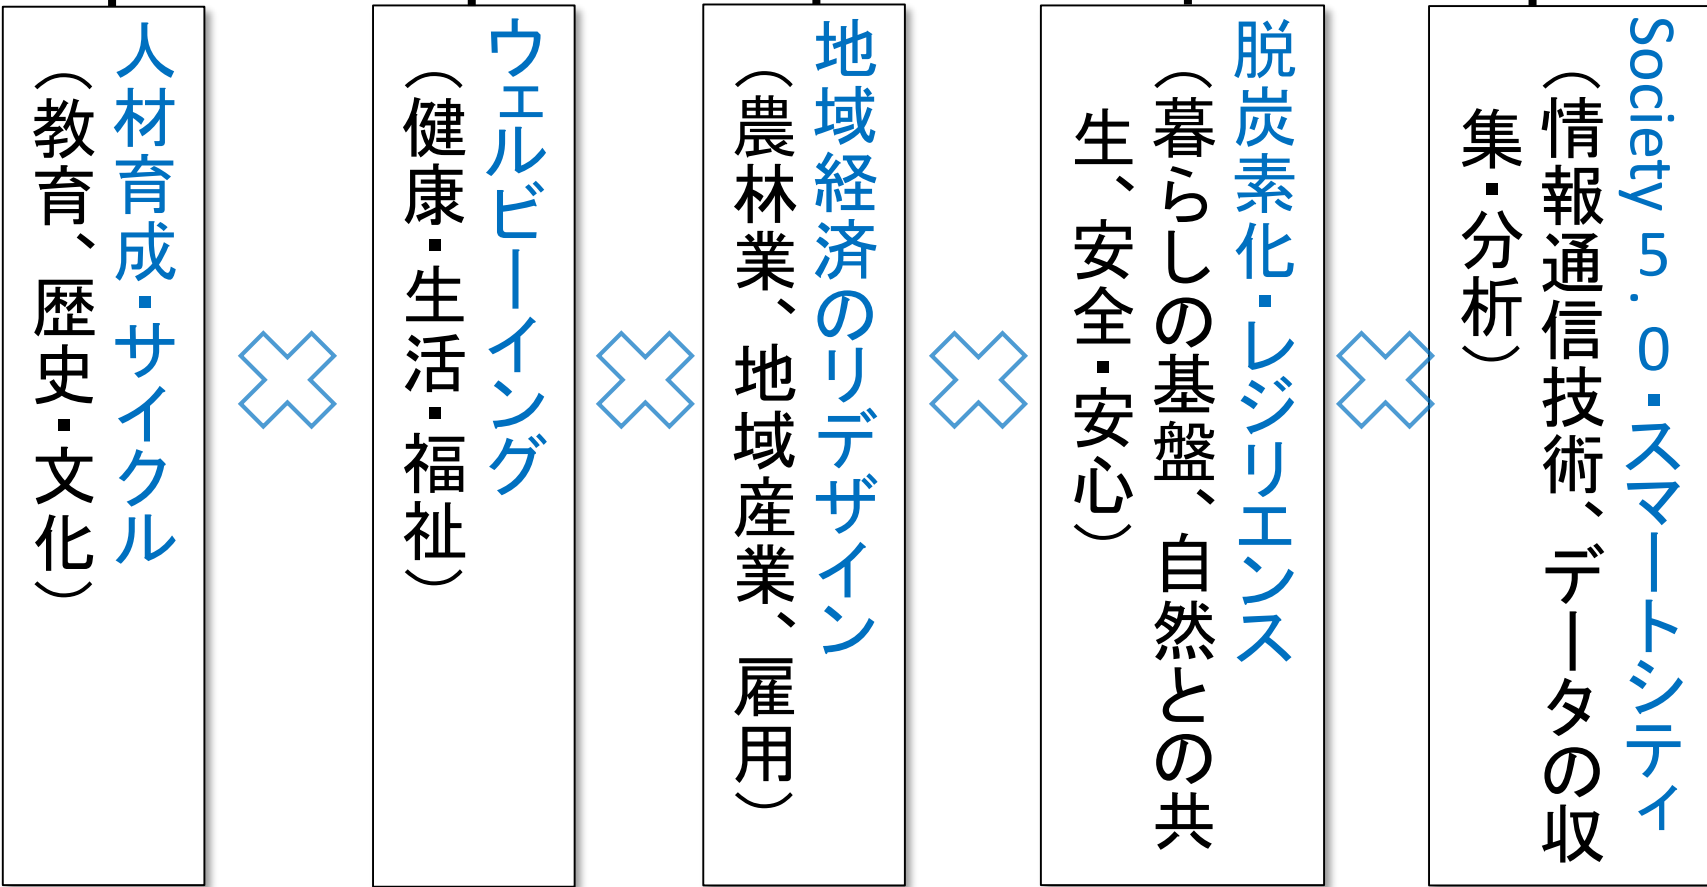 Society 5.0・スマートシティ
（情報通信技術、データの収
集・分析）
脱炭素化・レジリエンス
（暮らしの基盤、自然との共
生、安全・安心）
地域経済のリデザイン
（農林業、地域産業、雇用）
ウェルビーイング
（健康・生活・福祉）
人材育成・サイクル
（教育、歴史・文化）